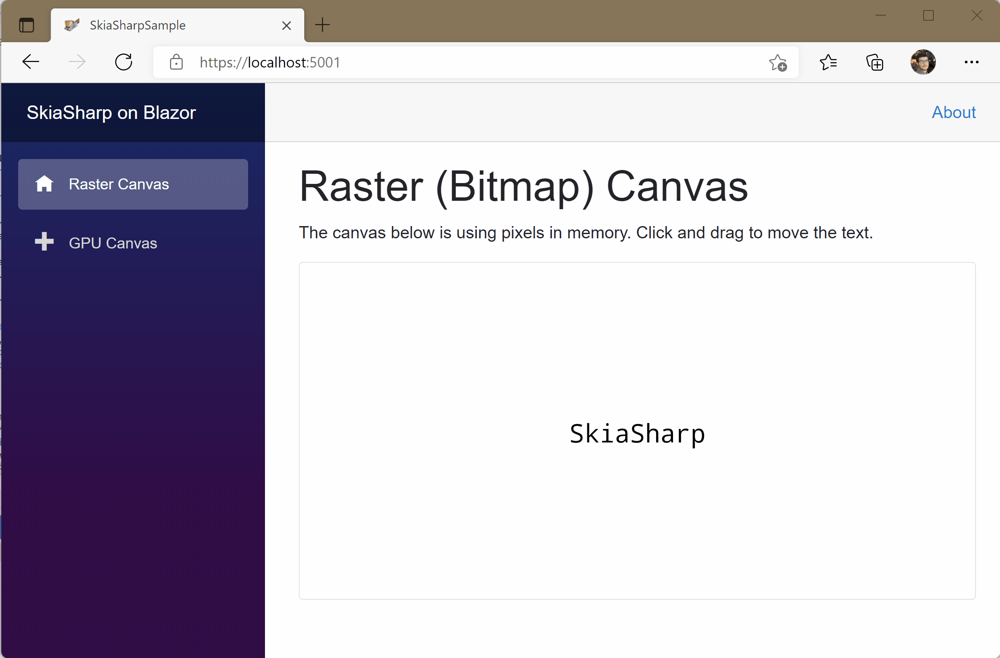 SkiaSharpSample
https://localhost:5001
SkiaSharp on Blazor
About
Raster Canvas
GPU Canvas
Raster (Bitmap) Canvas
The canvas below is using pixels in memory. Click and drag to move the text.
SkiaSharp